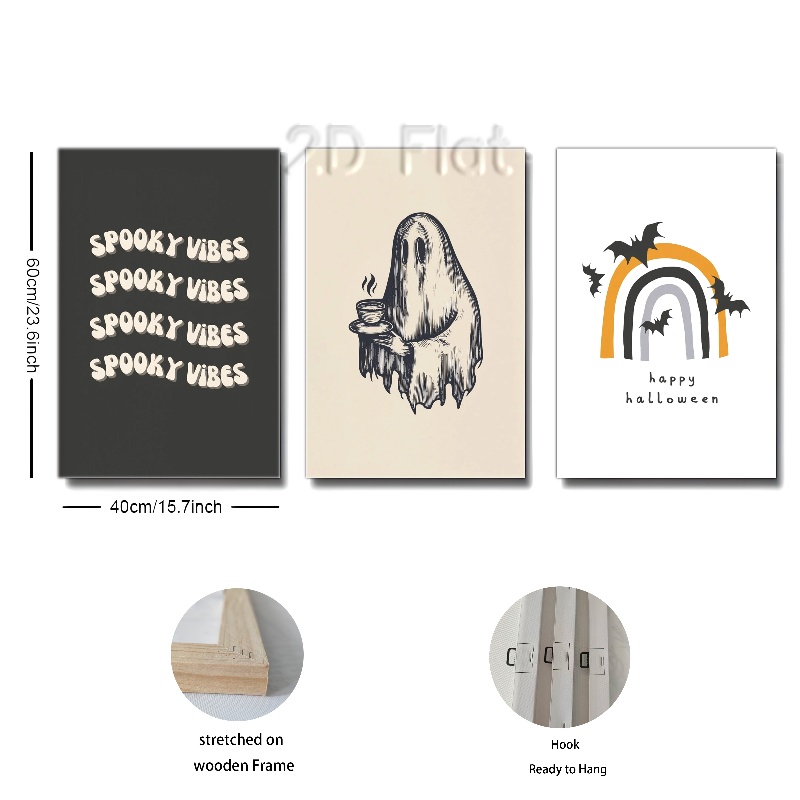 2D Flat
SPOOKY ViBES
SPOOKY ViBES
SPOOKY ViBES
SPOOKY ViBES
happy
halloween
60cm/23.6inch
40cm/15.7inch
stretched on
wooden Frame
Hook
Ready to Hang